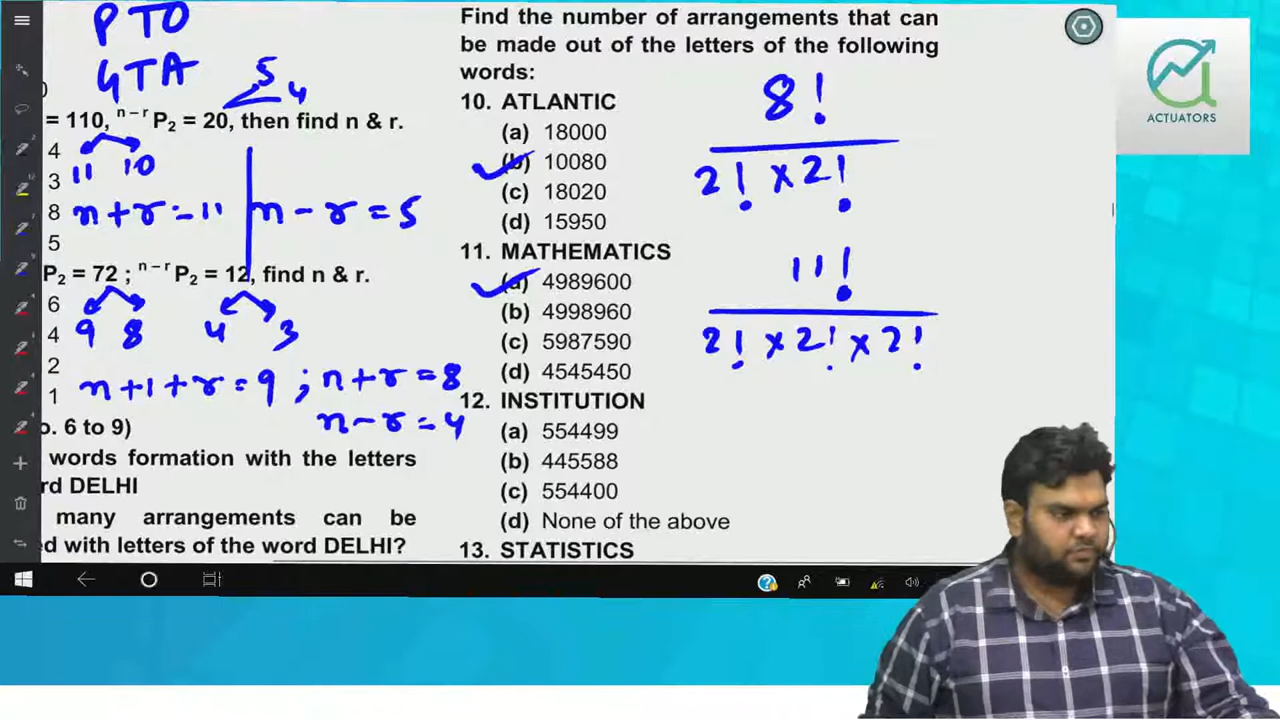 PTO
GTA
5
4
= 110, n – r P2 = 20, then find n & r.
4
11 10
3
8 n + r = 11 n - r = 5
5
P2 = 72 ; n – r P2 = 12, find n & r.
6
9 8 4 3
4
2
n + 1 + r = 9 ; n + r = 8
1
n - r = 4
o. 6 to 9)
words formation with the letters
rd DELHI
many arrangements can be
d with letters of the word DELHI?
Find the number of arrangements that can
be made out of the letters of the following
words:
10. ATLANTIC
(a) 18000
(b) 10080
(c) 18020
(d) 15950
8!
2! x 2!
11. MATHEMATICS
(a) 4989600
(b) 4998960
(c) 5987590
(d) 4545450
11!
2! x 2! x 2!
12. INSTITUTION
(a) 554499
(b) 445588
(c) 554400
(d) None of the above
13. STATISTICS
ACTUATORS